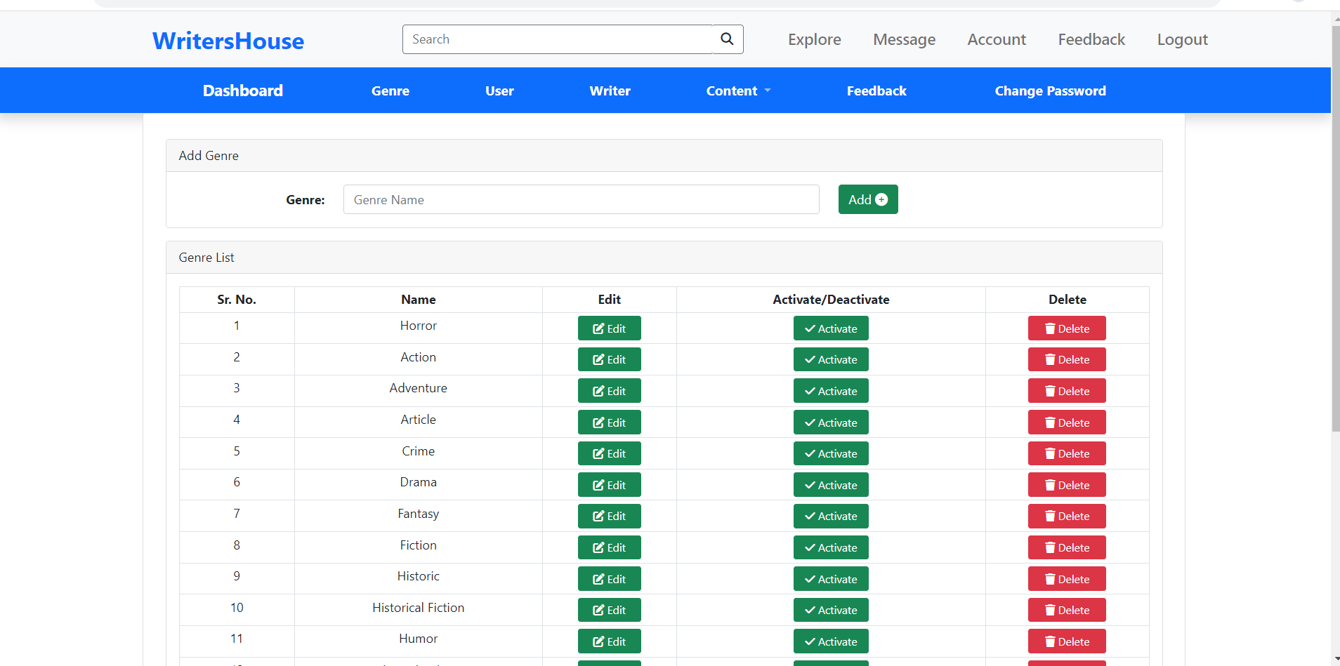 WritersHouse Search Explore Message Account Feedback Logout
Dashboard Genre User Writer Content Feedback Change Password
Add Genre
Genre: Genre Name Add
Genre List
Sr. No. Name Edit Activate/Deactivate Delete
1 Horror Edit Activate Delete
2 Action Edit Activate Delete
3 Adventure Edit Activate Delete
4 Article Edit Activate Delete
5 Crime Edit Activate Delete
6 Drama Edit Activate Delete
7 Fantasy Edit Activate Delete
8 Fiction Edit Activate Delete
9 Historic Edit Activate Delete
10 Historical Fiction Edit Activate Delete
11 Humor Edit Activate Delete